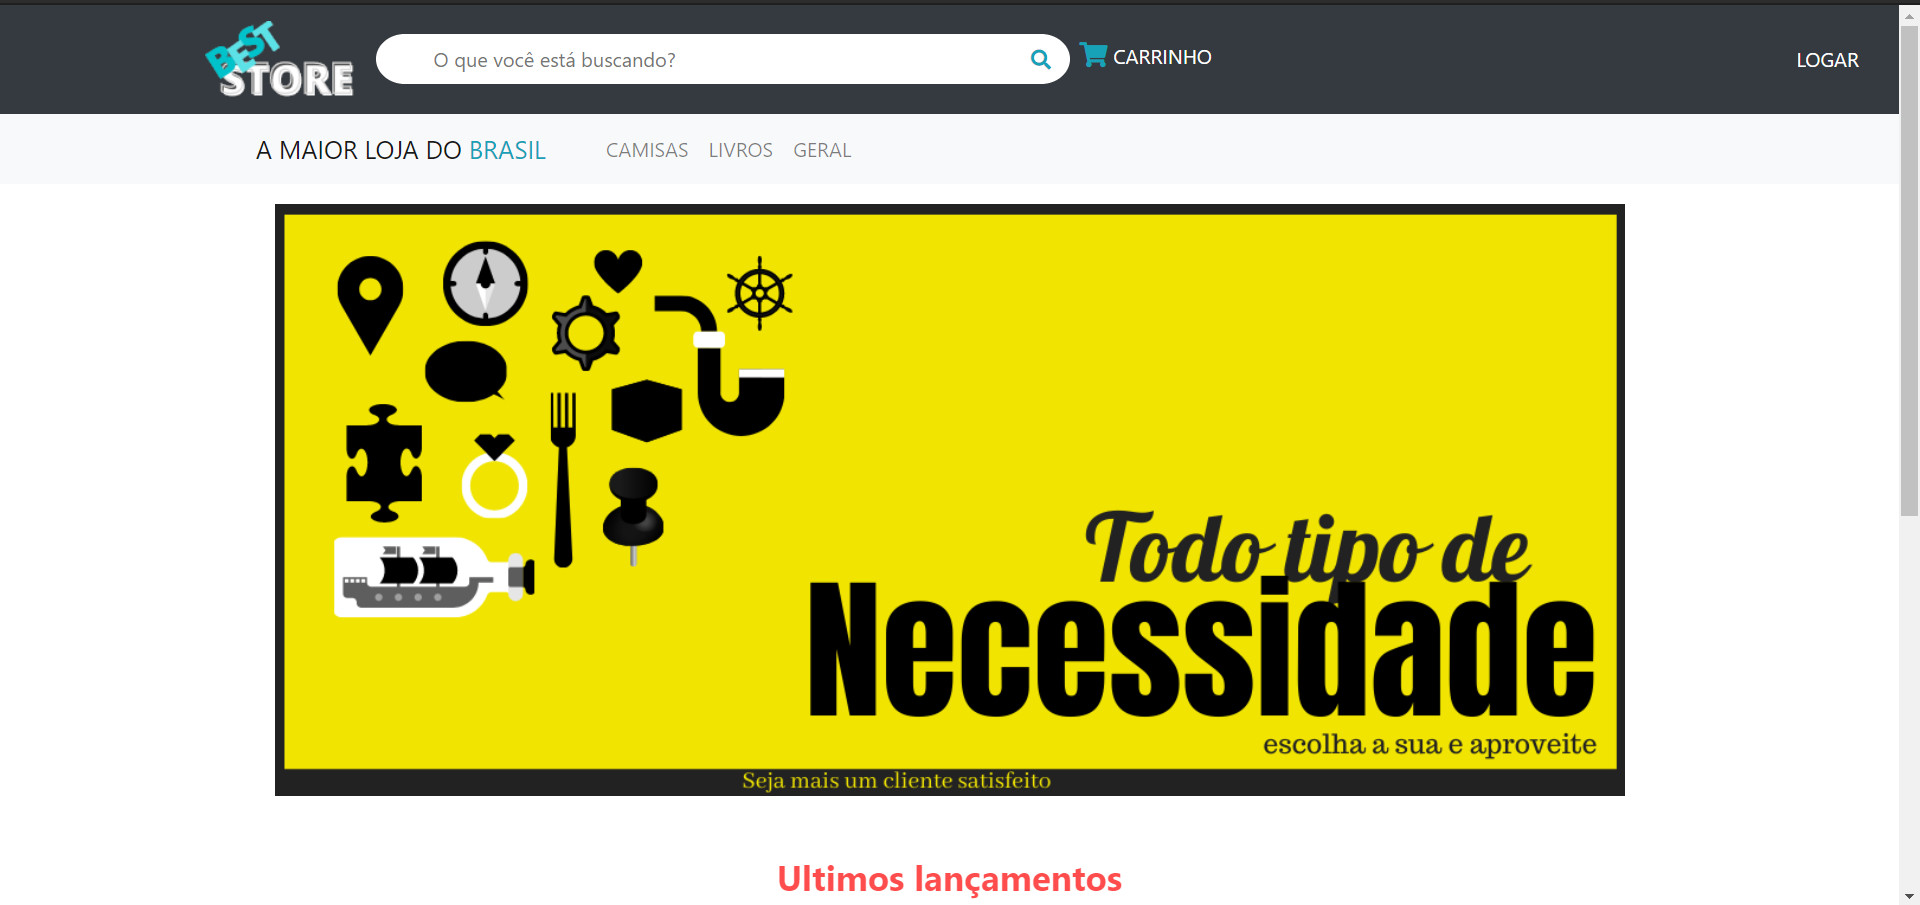 BEST
STORE
O que você está buscando?
CARRINHO
LOGAR
A MAIOR LOJA DO BRASIL
CAMISAS LIVROS GERAL
Todo tipo de
Necessidade
escolha a sua e aproveite
Seja mais um cliente satisfeito
Ultimos lançamentos